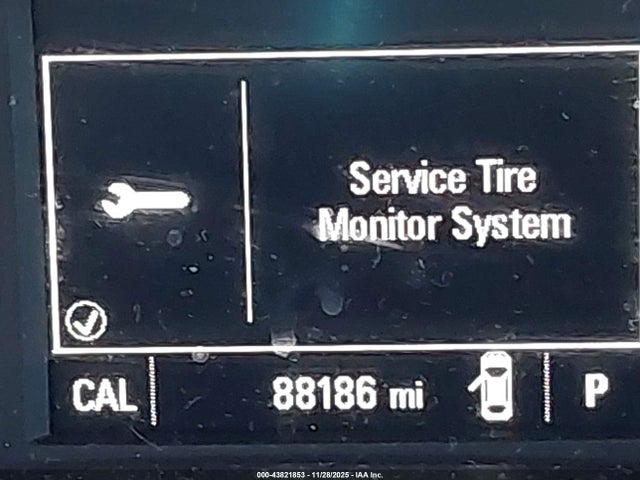 Service Tire
Monitor System
CAL 88186 mi P
000-43821853 - 11/28/2025 - IAA Inc.